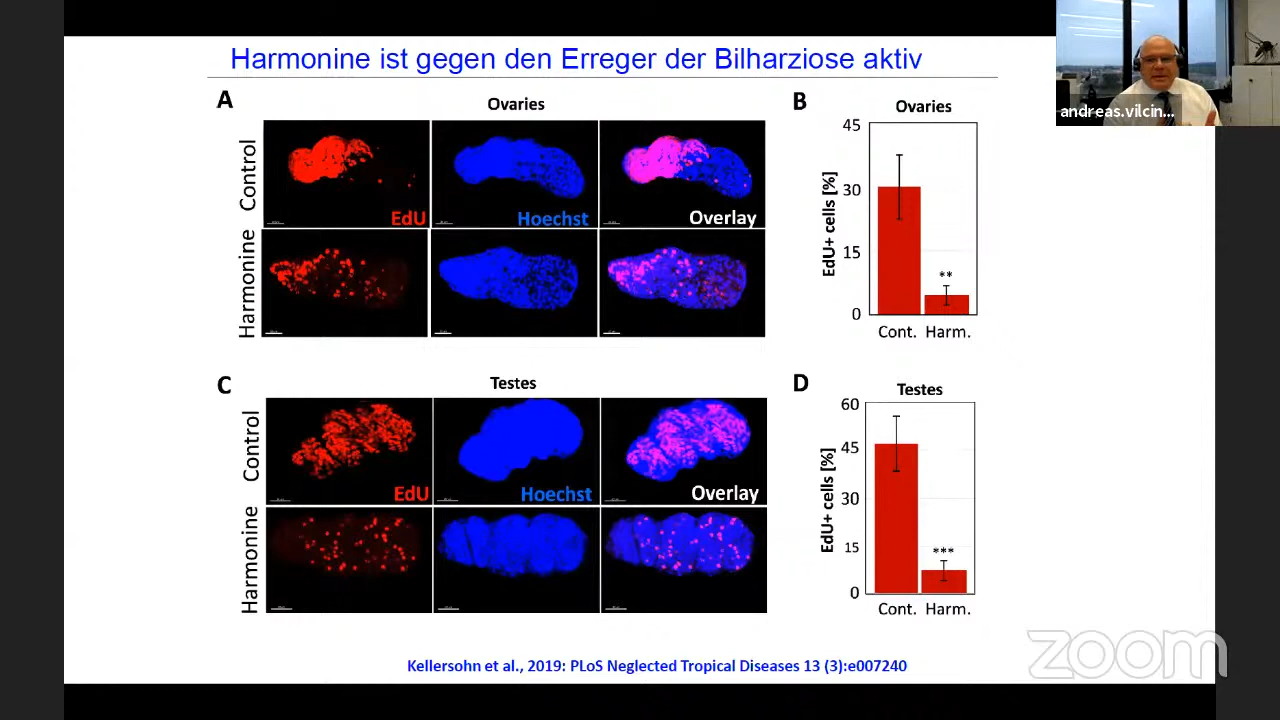 Harmonine ist gegen den Erreger der Bilharziose aktiv
andreas.vilcin...
A
Ovaries
Control
EdU
Hoechst
Overlay
Harmonine
B
Ovaries
EdU+ cells [%]
45
30
15
0
**
Cont. Harm.
C
Testes
Control
EdU
Hoechst
Overlay
Harmonine
D
Testes
EdU+ cells [%]
60
45
30
15
0
***
Cont. Harm.
Kellersohn et al., 2019: PLoS Neglected Tropical Diseases 13 (3):e007240
zoom